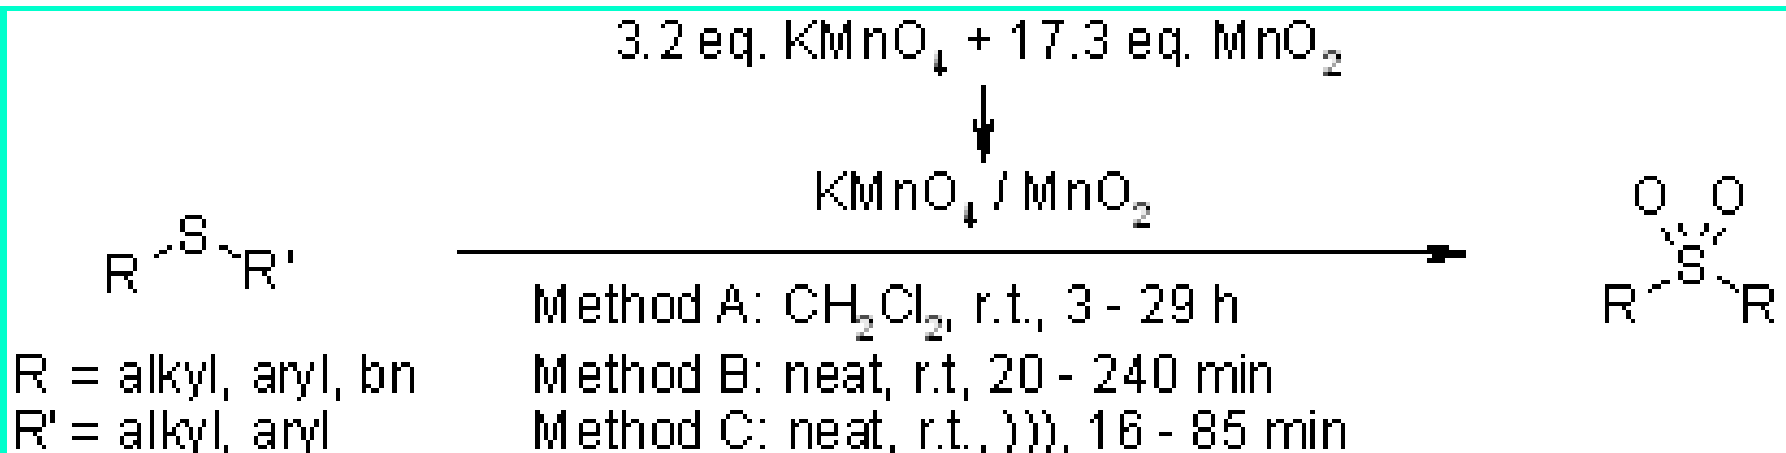 3.2 eq. KMnO₄ + 17.3 eq. MnO₂
KMnO₄ / MnO₂
O O
S
R S R'
R R
Method A: CH₂Cl₂, r.t., 3 - 29 h
R = alkyl, aryl, bn Method B: neat, r.t, 20 - 240 min
R' = alkyl, aryl Method C: neat, r.t., ))), 16 - 85 min